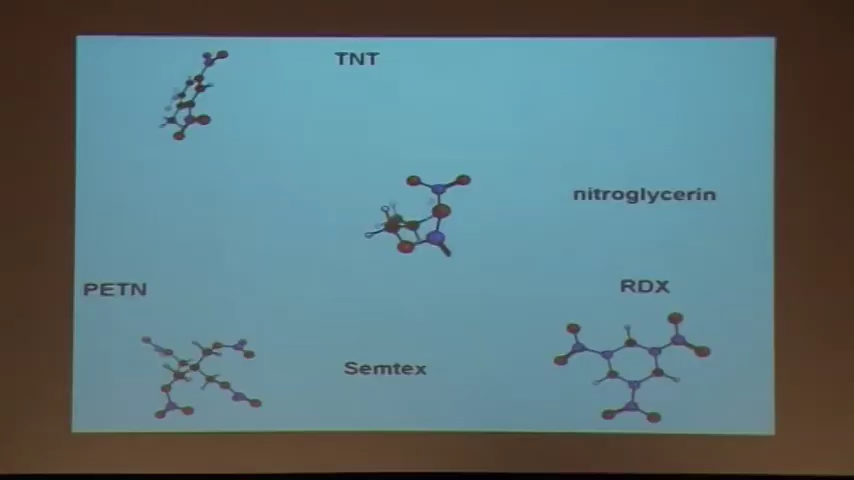 TNT
nitroglycerin
PETN
RDX
Semtex